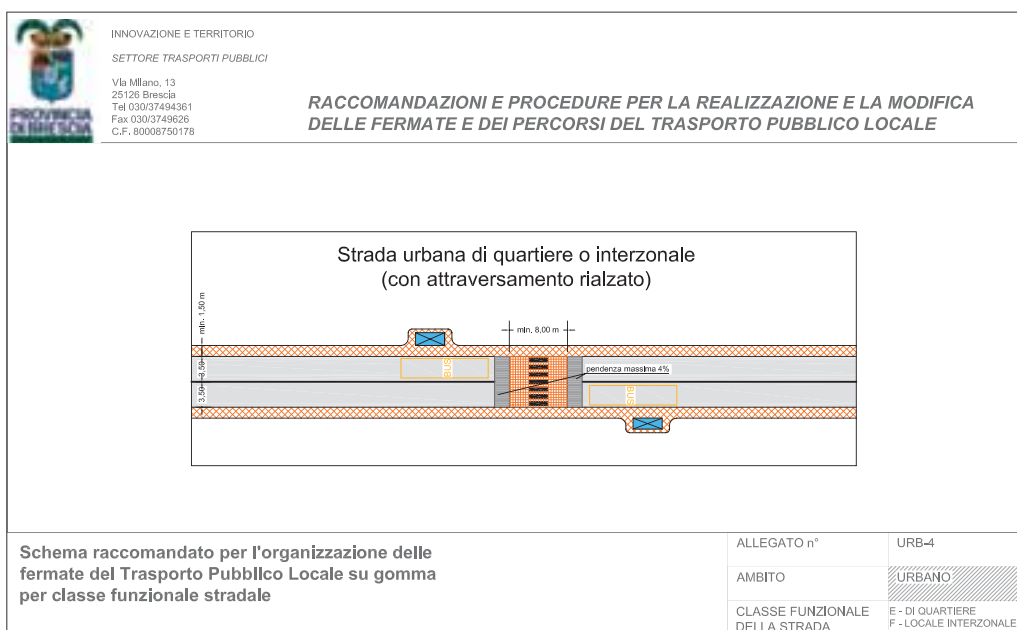 PROVINCIA
DI BRESCIA
INNOVAZIONE E TERRITORIO
SETTORE TRASPORTI PUBBLICI
Via Milano, 13
25126 Brescia
Tel 030/37494361
Fax 030/3749626
C.F. 80008750178
RACCOMANDAZIONI E PROCEDURE PER LA REALIZZAZIONE E LA MODIFICA
DELLE FERMATE E DEI PERCORSI DEL TRASPORTO PUBBLICO LOCALE
Strada urbana di quartiere o interzonale
(con attraversamento rialzato)
min. 1,50 m
min. 8,00 m
3,50
3,50
BUS
pendenza massima 4%
BUS
Schema raccomandato per l'organizzazione delle
fermate del Trasporto Pubblico Locale su gomma
per classe funzionale stradale
ALLEGATO n°
URB-4
AMBITO
URBANO
CLASSE FUNZIONALE
DELLA STRADA
E - DI QUARTIERE
F - LOCALE INTERZONALE